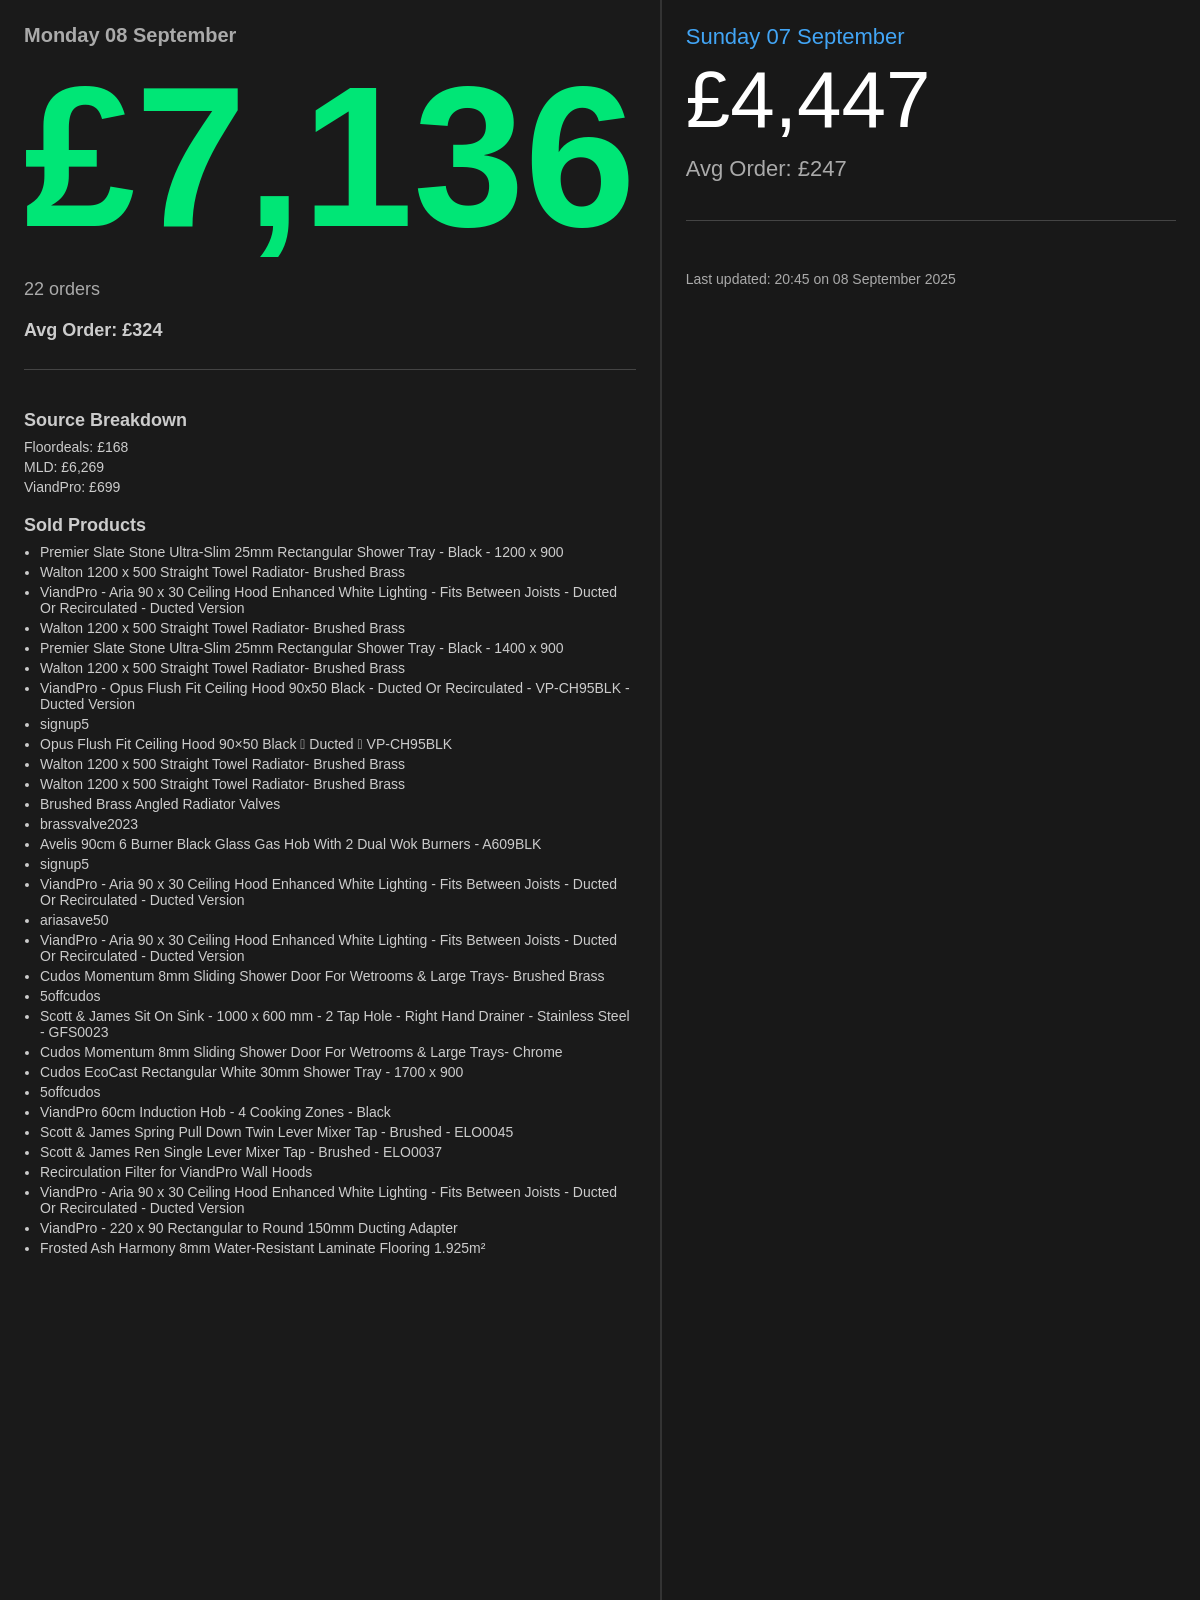 Monday 08 September
£7,136
22 orders
Avg Order: £324
Source Breakdown
Floordeals: £168
MLD: £6,269
ViandPro: £699
Sold Products
• Premier Slate Stone Ultra-Slim 25mm Rectangular Shower Tray - Black - 1200 x 900
• Walton 1200 x 500 Straight Towel Radiator- Brushed Brass
• ViandPro - Aria 90 x 30 Ceiling Hood Enhanced White Lighting - Fits Between Joists - Ducted
Or Recirculated - Ducted Version
• Walton 1200 x 500 Straight Towel Radiator- Brushed Brass
• Premier Slate Stone Ultra-Slim 25mm Rectangular Shower Tray - Black - 1400 x 900
• Walton 1200 x 500 Straight Towel Radiator- Brushed Brass
• ViandPro - Opus Flush Fit Ceiling Hood 90x50 Black - Ducted Or Recirculated - VP-CH95BLK -
Ducted Version
• signup5
• Opus Flush Fit Ceiling Hood 90×50 Black ▯ Ducted ▯ VP-CH95BLK
• Walton 1200 x 500 Straight Towel Radiator- Brushed Brass
• Walton 1200 x 500 Straight Towel Radiator- Brushed Brass
• Brushed Brass Angled Radiator Valves
• brassvalve2023
• Avelis 90cm 6 Burner Black Glass Gas Hob With 2 Dual Wok Burners - A609BLK
• signup5
• ViandPro - Aria 90 x 30 Ceiling Hood Enhanced White Lighting - Fits Between Joists - Ducted
Or Recirculated - Ducted Version
• ariasave50
• ViandPro - Aria 90 x 30 Ceiling Hood Enhanced White Lighting - Fits Between Joists - Ducted
Or Recirculated - Ducted Version
• Cudos Momentum 8mm Sliding Shower Door For Wetrooms & Large Trays- Brushed Brass
• 5offcudos
• Scott & James Sit On Sink - 1000 x 600 mm - 2 Tap Hole - Right Hand Drainer - Stainless Steel
- GFS0023
• Cudos Momentum 8mm Sliding Shower Door For Wetrooms & Large Trays- Chrome
• Cudos EcoCast Rectangular White 30mm Shower Tray - 1700 x 900
• 5offcudos
• ViandPro 60cm Induction Hob - 4 Cooking Zones - Black
• Scott & James Spring Pull Down Twin Lever Mixer Tap - Brushed - ELO0045
• Scott & James Ren Single Lever Mixer Tap - Brushed - ELO0037
• Recirculation Filter for ViandPro Wall Hoods
• ViandPro - Aria 90 x 30 Ceiling Hood Enhanced White Lighting - Fits Between Joists - Ducted
Or Recirculated - Ducted Version
• ViandPro - 220 x 90 Rectangular to Round 150mm Ducting Adapter
• Frosted Ash Harmony 8mm Water-Resistant Laminate Flooring 1.925m²
Sunday 07 September
£4,447
Avg Order: £247
Last updated: 20:45 on 08 September 2025